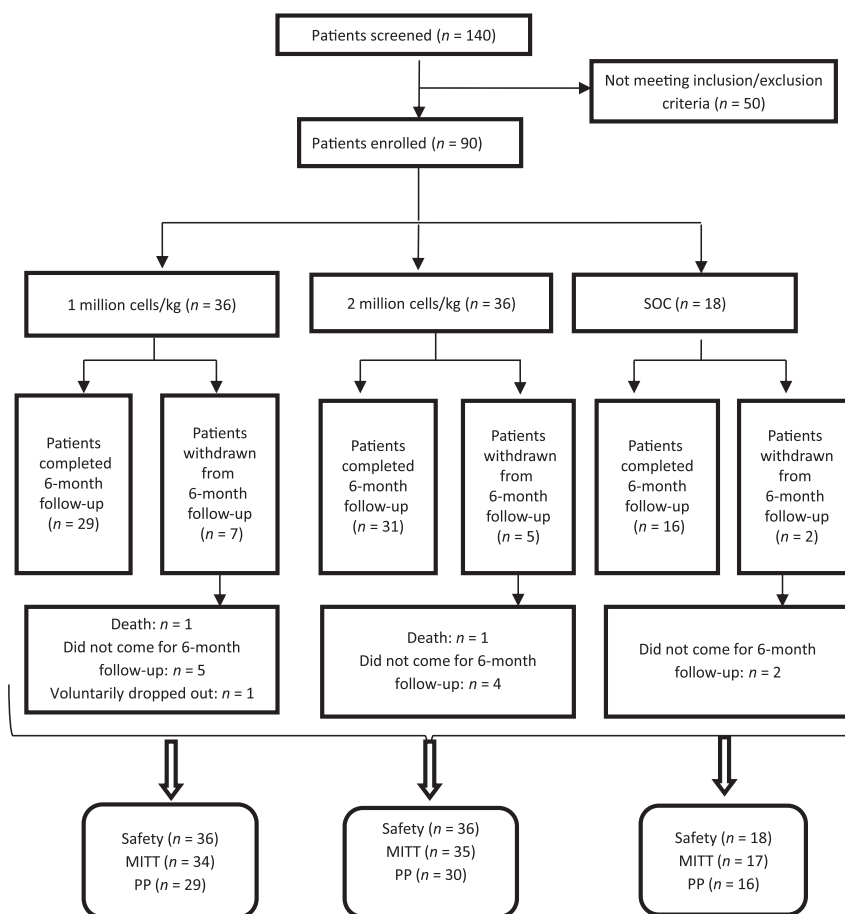 Patients screened (n = 140)
Not meeting inclusion/exclusion
criteria (n = 50)
Patients enrolled (n = 90)
1 million cells/kg (n = 36)
2 million cells/kg (n = 36)
SOC (n = 18)
Patients
completed
6-month
follow-up
(n = 29)
Patients
withdrawn
from
6-month
follow-up
(n = 7)
Patients
completed
6-month
follow-up
(n = 31)
Patients
withdrawn
from
6-month
follow-up
(n = 5)
Patients
completed
6-month
follow-up
(n = 16)
Patients
withdrawn
from
6-month
follow-up
(n = 2)
Death: n = 1
Did not come for 6-month
follow-up: n = 5
Voluntarily dropped out: n = 1
Death: n = 1
Did not come for 6-month
follow-up: n = 4
Did not come for 6-month
follow-up: n = 2
Safety (n = 36)
MITT (n = 34)
PP (n = 29)
Safety (n = 36)
MITT (n = 35)
PP (n = 30)
Safety (n = 18)
MITT (n = 17)
PP (n = 16)